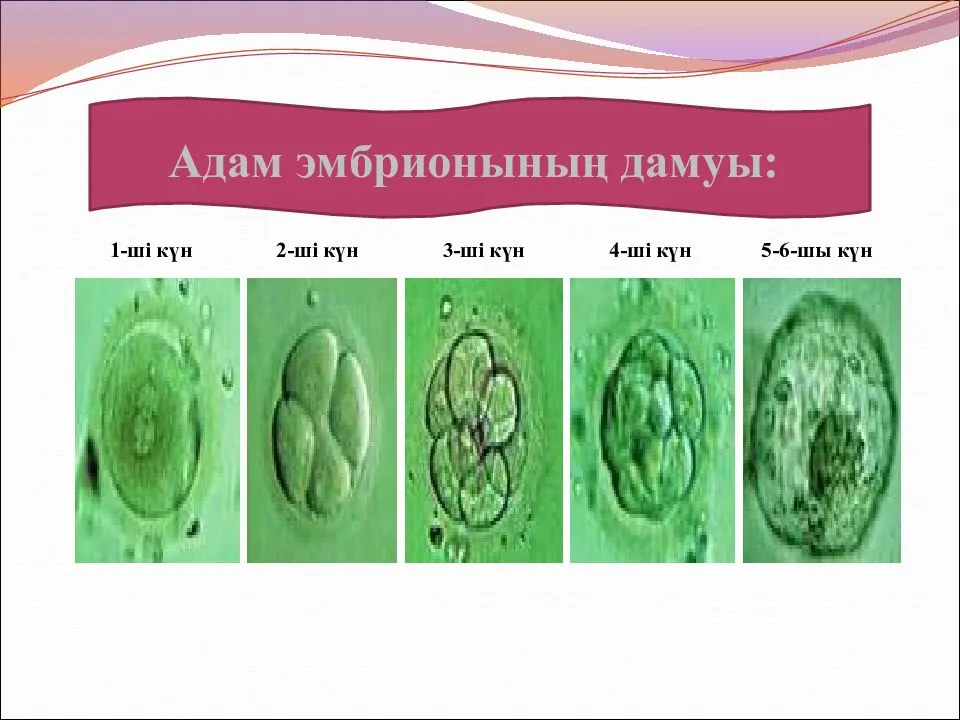 Адам эмбрионының дамуы:
1-ші күн 2-ші күн 3-ші күн 4-ші күн 5-6-шы күн